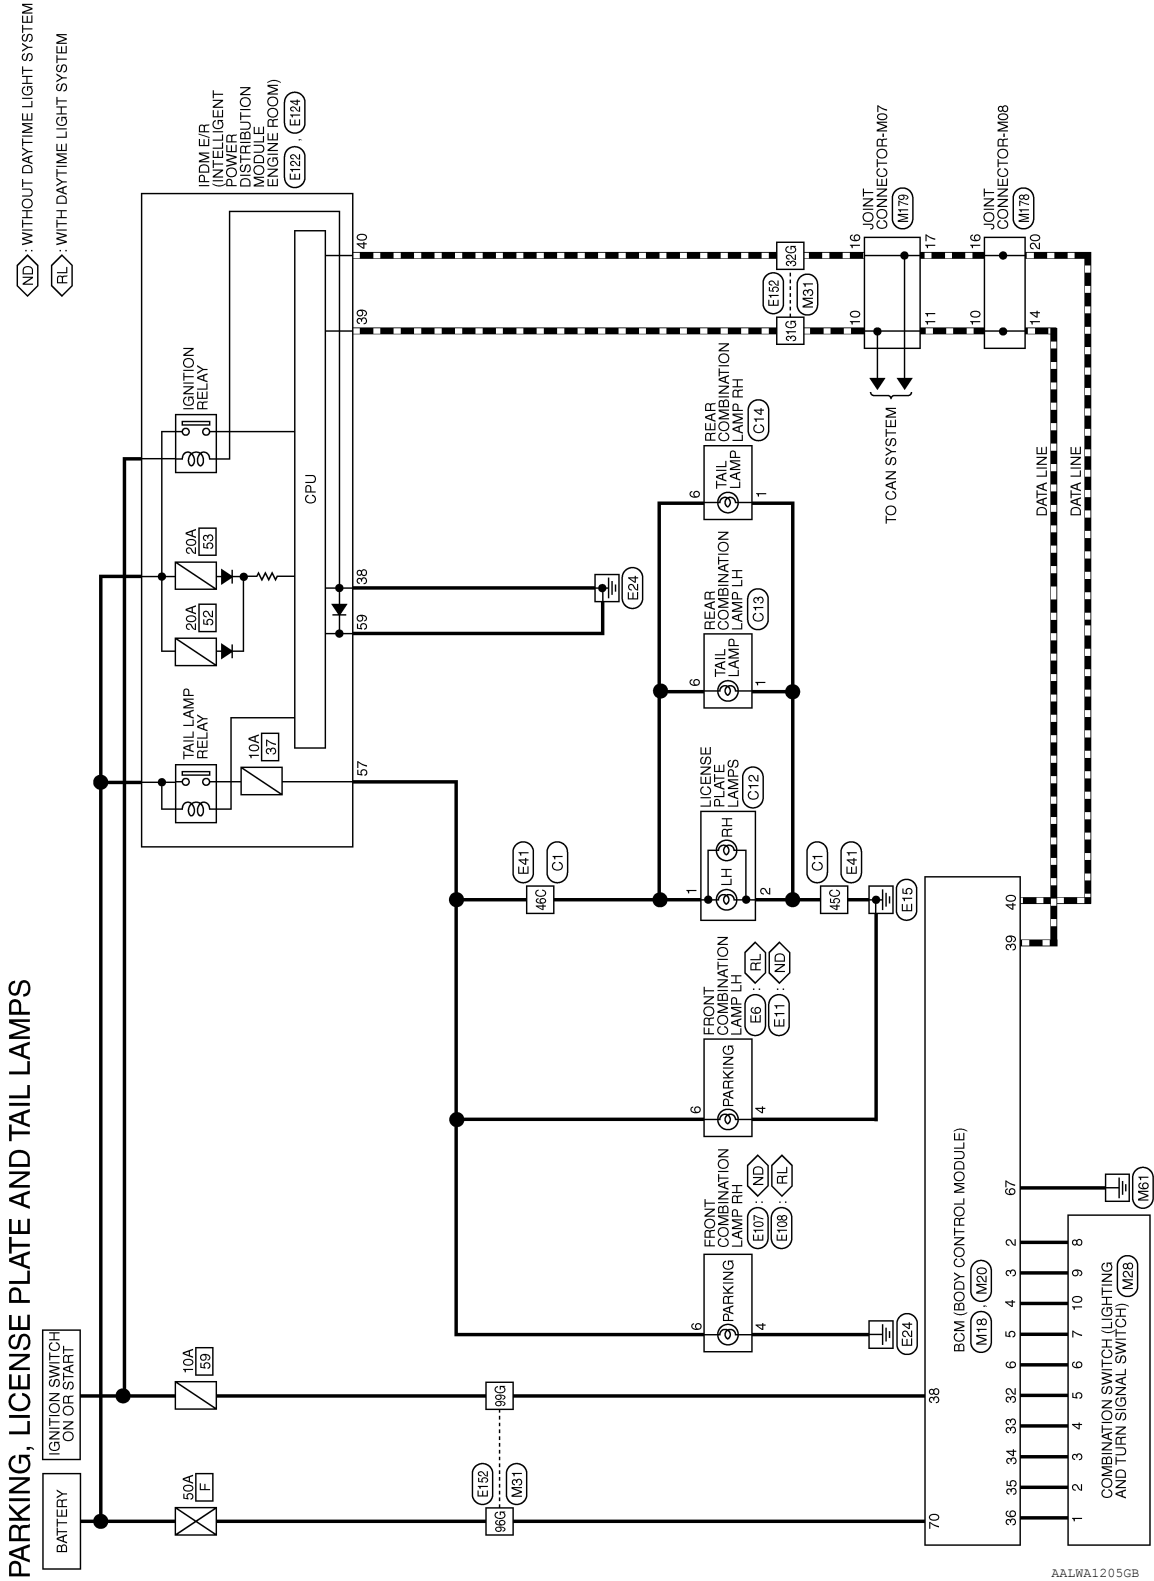 PARKING, LICENSE PLATE AND TAIL LAMPS
ND : WITHOUT DAYTIME LIGHT SYSTEM
RL : WITH DAYTIME LIGHT SYSTEM
BATTERY
IGNITION SWITCH
ON OR START
50A
F
10A
59
TAIL LAMP
RELAY
10A
37
20A
52
20A
53
IGNITION
RELAY
CPU
IPDM E/R
(INTELLIGENT
POWER
DISTRIBUTION
MODULE
ENGINE ROOM)
E122 , E124
57
59
38
39
40
E24
96G
E152
M31
99G
46C
E41
C1
31G
E152
M31
32G
FRONT
COMBINATION
LAMP RH
E107 : ND
E108 : RL
6
PARKING
4
E24
FRONT
COMBINATION
LAMP LH
E6 : RL
E11 : ND
6
PARKING
4
LICENSE
PLATE
LAMPS
C12
1
LH
RH
2
45C
C1
E41
E15
REAR
COMBINATION
LAMP LH
C13
6
TAIL
LAMP
1
REAR
COMBINATION
LAMP RH
C14
6
TAIL
LAMP
1
10
16
JOINT
CONNECTOR-M07
M179
11
17
TO CAN SYSTEM
10
16
JOINT
CONNECTOR-M08
M178
14
20
DATA LINE
DATA LINE
70
38
39
40
BCM (BODY CONTROL MODULE)
M18 , M20
36
35
34
33
32
6
5
4
3
2
67
1
2
3
4
5
6
7
10
9
8
COMBINATION SWITCH (LIGHTING
AND TURN SIGNAL SWITCH)
M28
M61
AALWA1205GB